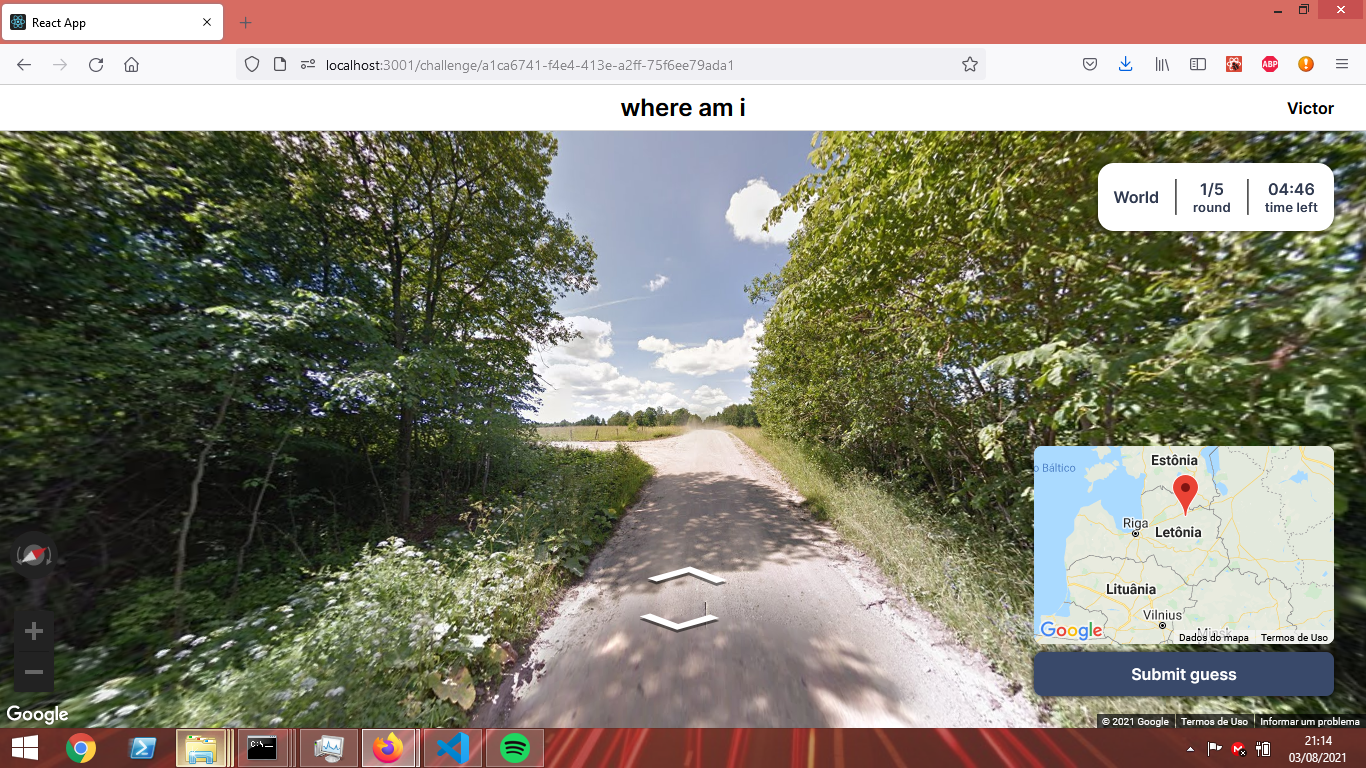 React App
localhost:3001/challenge/a1ca6741-f4e4-413e-a2ff-75f6ee79ada1
ABP
where am i
Victor
World
1/5
round
04:46
time left
o Báltico
Estônia
Riga
Letônia
Lituânia
Vilnius
Minsk
Google
Dados do mapa
Termos de Uso
Submit guess
Google
© 2021 Google
Termos de Uso
Informar um problema
C:\
21:14
03/08/2021